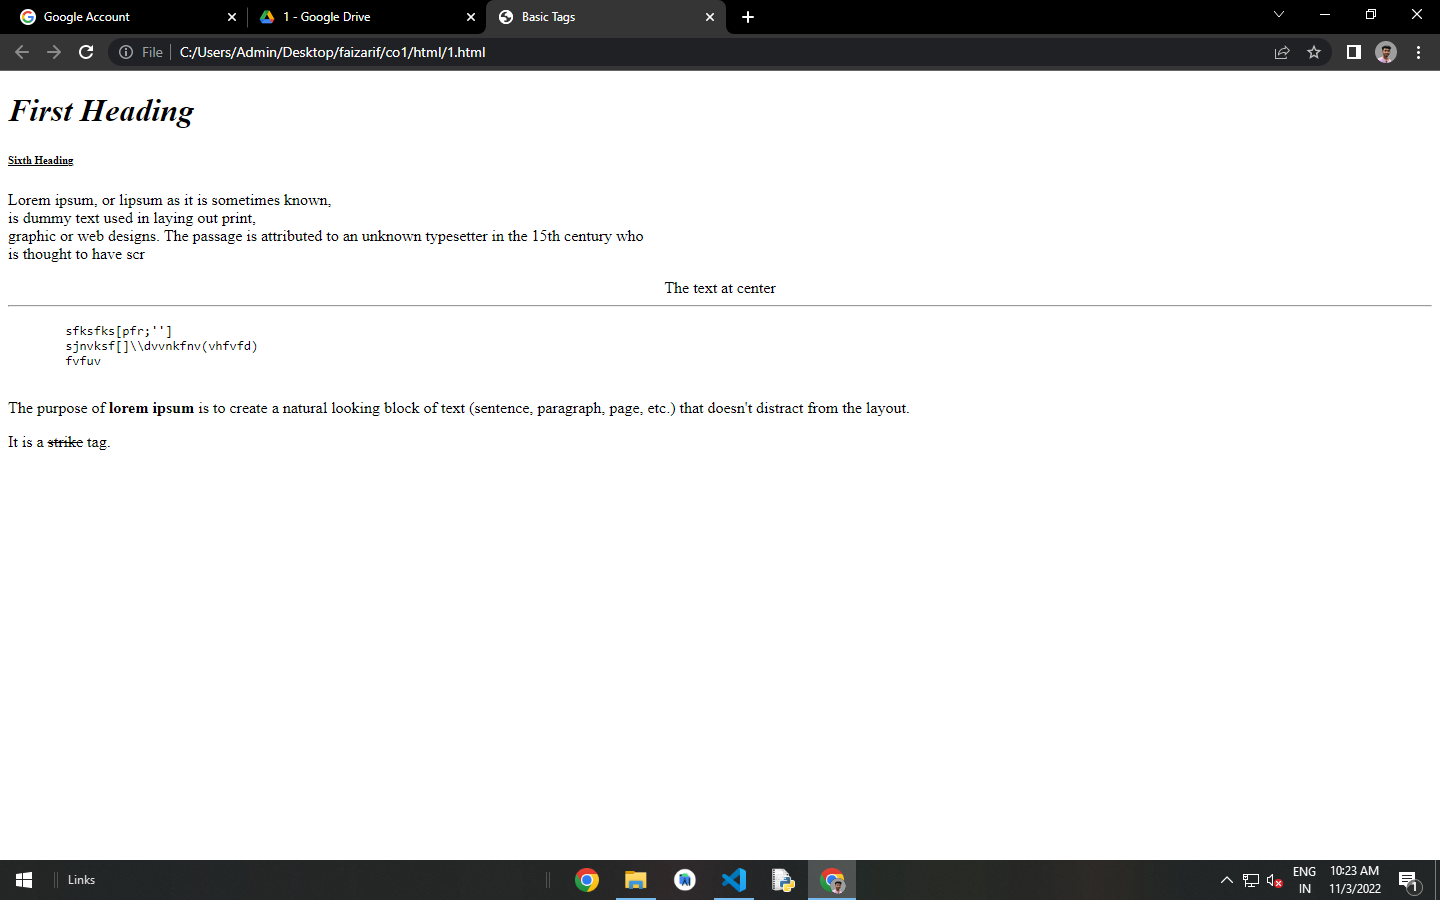 Google Account
1 - Google Drive
Basic Tags
File
C:/Users/Admin/Desktop/faizarif/co1/html/1.html
First Heading
Sixth Heading
Lorem ipsum, or lipsum as it is sometimes known,
is dummy text used in laying out print,
graphic or web designs. The passage is attributed to an unknown typesetter in the 15th century who
is thought to have scr
The text at center
sfksfks[pfr;'']
sjnvksf[]\\dvvnkfnv(vhfvfd)
fvfuv
The purpose of lorem ipsum is to create a natural looking block of text (sentence, paragraph, page, etc.) that doesn't distract from the layout.
It is a strike tag.
Links
ENG
IN
10:23 AM
11/3/2022
1